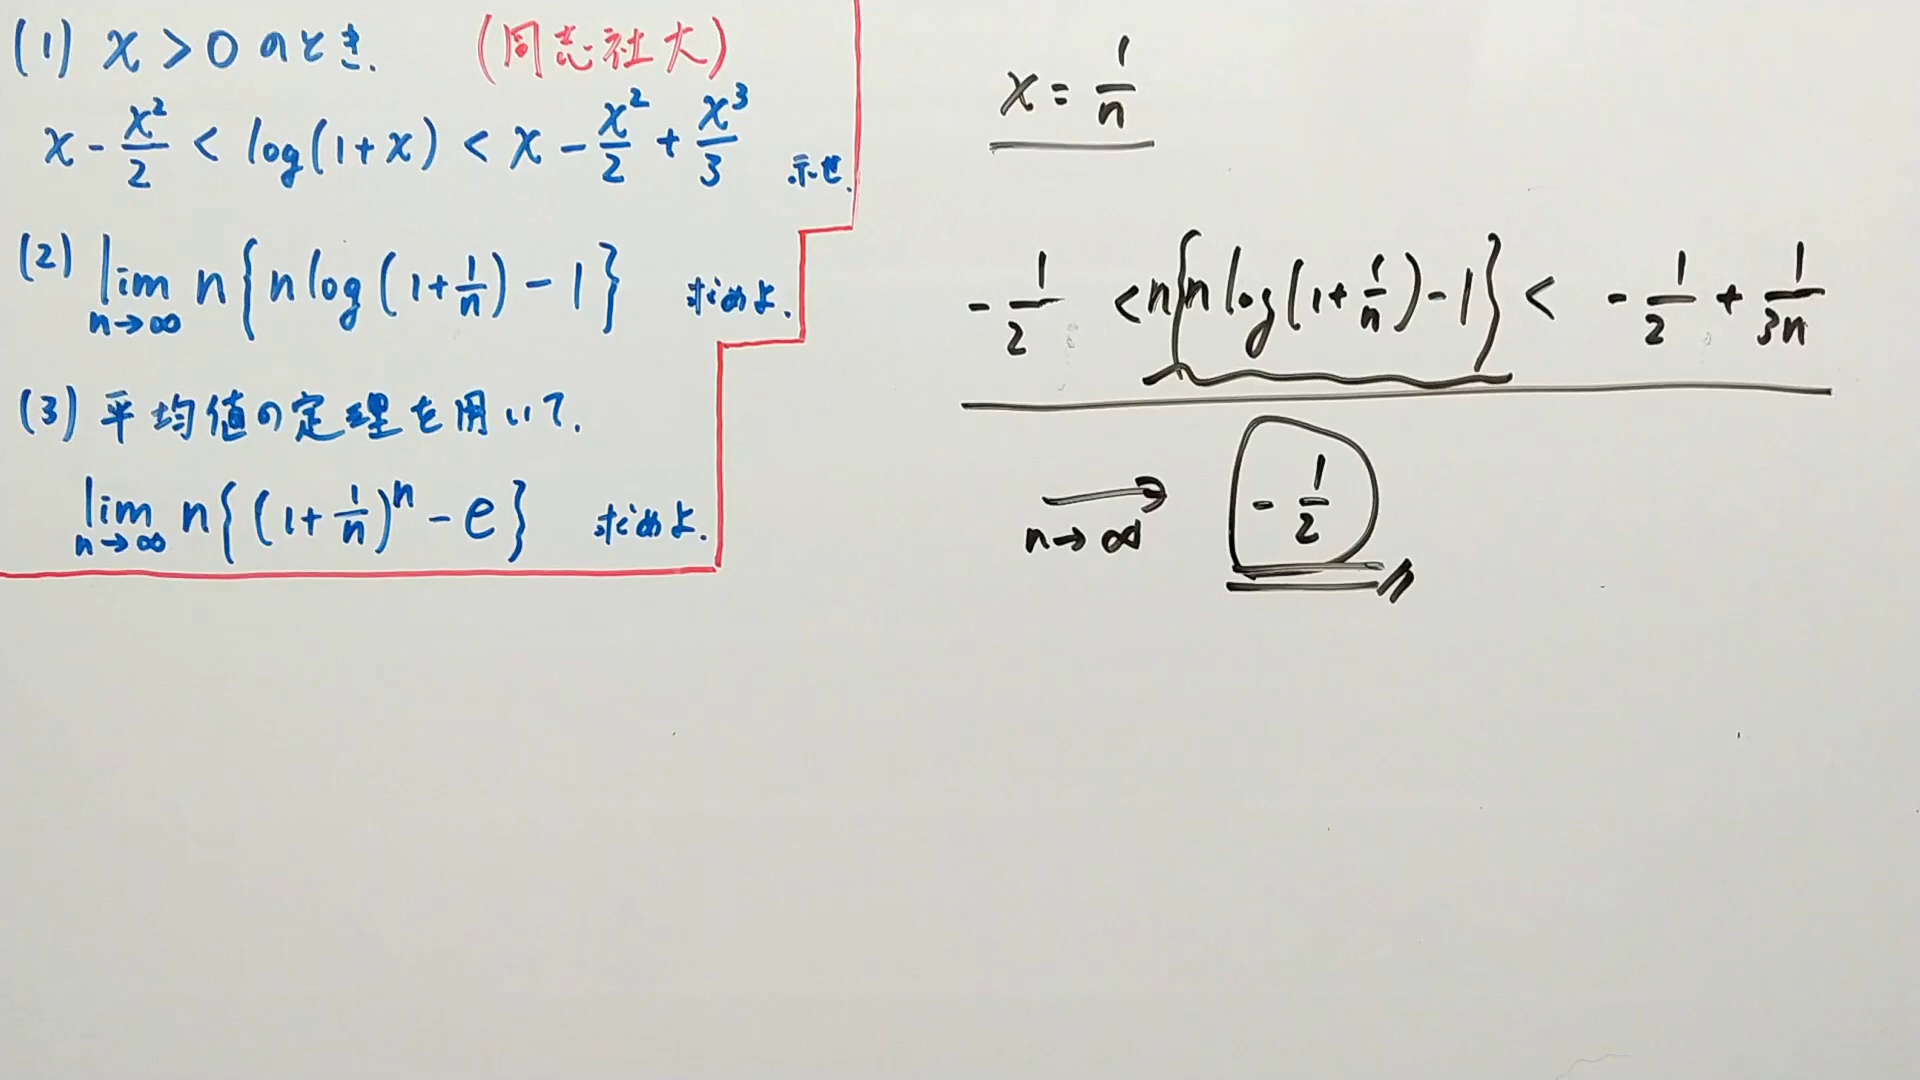 (1) x > 0 のとき. (同志社大)
x - x²/2 < log(1+x) < x - x²/2 + x³/3 示せ.
(2) lim n→∞ n{n log(1+1/n) - 1} 求めよ.
(3) 平均値の定理を用いて.
lim n→∞ n{(1+1/n)ⁿ - e} 求めよ.
x = 1/n
- 1/2 < n{n log(1+1/n) - 1} < - 1/2 + 1/3n
→ n→∞ - 1/2